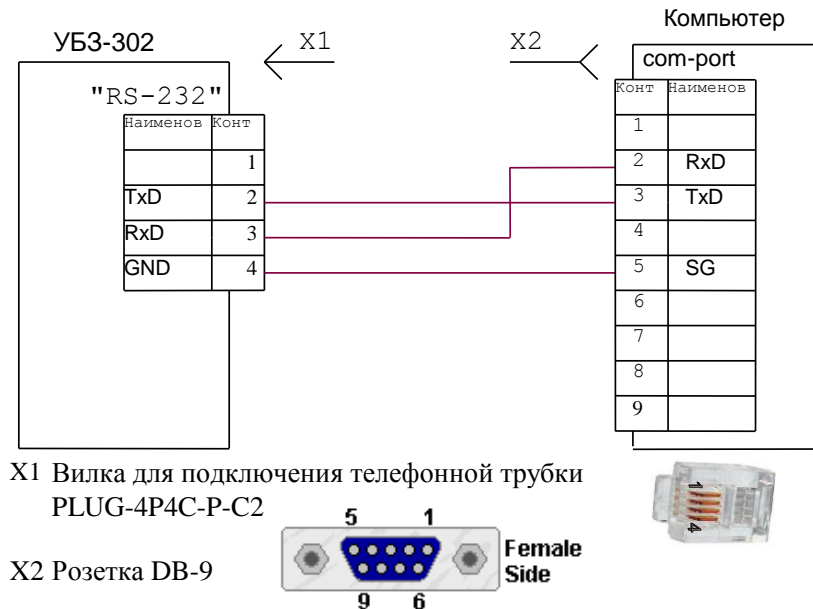 Компьютер
УБЗ-302
X1
X2
com-port
"RS-232"
Конт Наименов
Наименов Конт
1
1
2 RxD
TxD 2
3 TxD
RxD 3
4
GND 4
5 SG
6
7
8
9
X1 Вилка для подключения телефонной трубки
PLUG-4P4C-P-C2
1
4
5 1
Female
Side
X2 Розетка DB-9
9 6